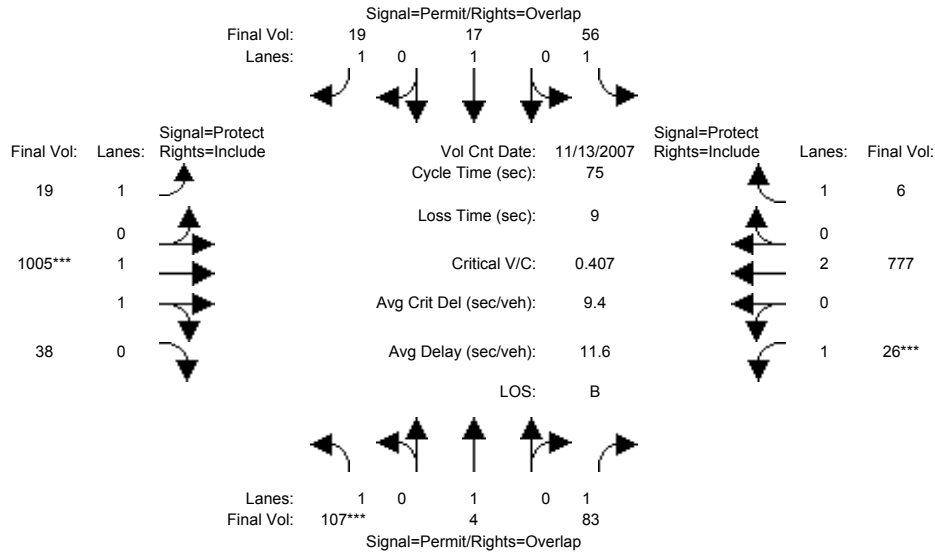 Signal=Permit/Rights=Overlap
Final Vol: 19 17 56
Lanes: 1 0 1 0 1
Signal=Protect
Final Vol: Lanes: Rights=Include
Vol Cnt Date: 11/13/2007
Signal=Protect
Rights=Include Lanes: Final Vol:
Cycle Time (sec): 75
19 1 1 6
Loss Time (sec): 9
0 0
1005*** 1 Critical V/C: 0.407 2 777
1 Avg Crit Del (sec/veh): 9.4 0
38 0 Avg Delay (sec/veh): 11.6 1 26***
LOS: B
Lanes: 1 0 1 0 1
Final Vol: 107*** 4 83
Signal=Permit/Rights=Overlap